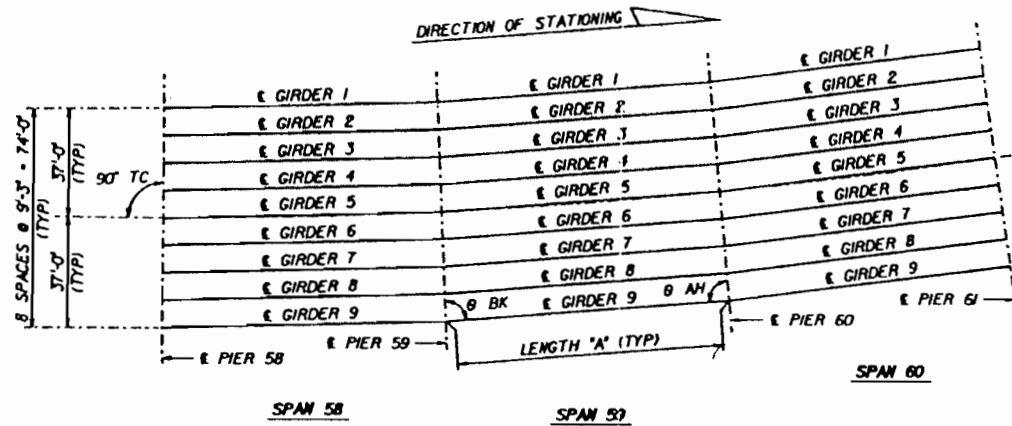 DIRECTION OF STATIONING
℄ GIRDER 1
℄ GIRDER 2
℄ GIRDER 3
℄ GIRDER 4
℄ GIRDER 5
℄ GIRDER 6
℄ GIRDER 7
℄ GIRDER 8
℄ GIRDER 9
℄ GIRDER 1
℄ GIRDER 2
℄ GIRDER 3
℄ GIRDER 4
℄ GIRDER 5
℄ GIRDER 6
℄ GIRDER 7
℄ GIRDER 8
℄ GIRDER 9
℄ GIRDER 1
℄ GIRDER 2
℄ GIRDER 3
℄ GIRDER 4
℄ GIRDER 5
℄ GIRDER 6
℄ GIRDER 7
℄ GIRDER 8
℄ GIRDER 9
8 SPACES @ 9'-3" = 74'-0"
(TYP)
37'-0"
(TYP)
37'-0"
(TYP)
90° TC
θ BK
θ AH
LENGTH "A" (TYP)
℄ PIER 58
℄ PIER 59
℄ PIER 60
℄ PIER 61
SPAN 58
SPAN 59
SPAN 60